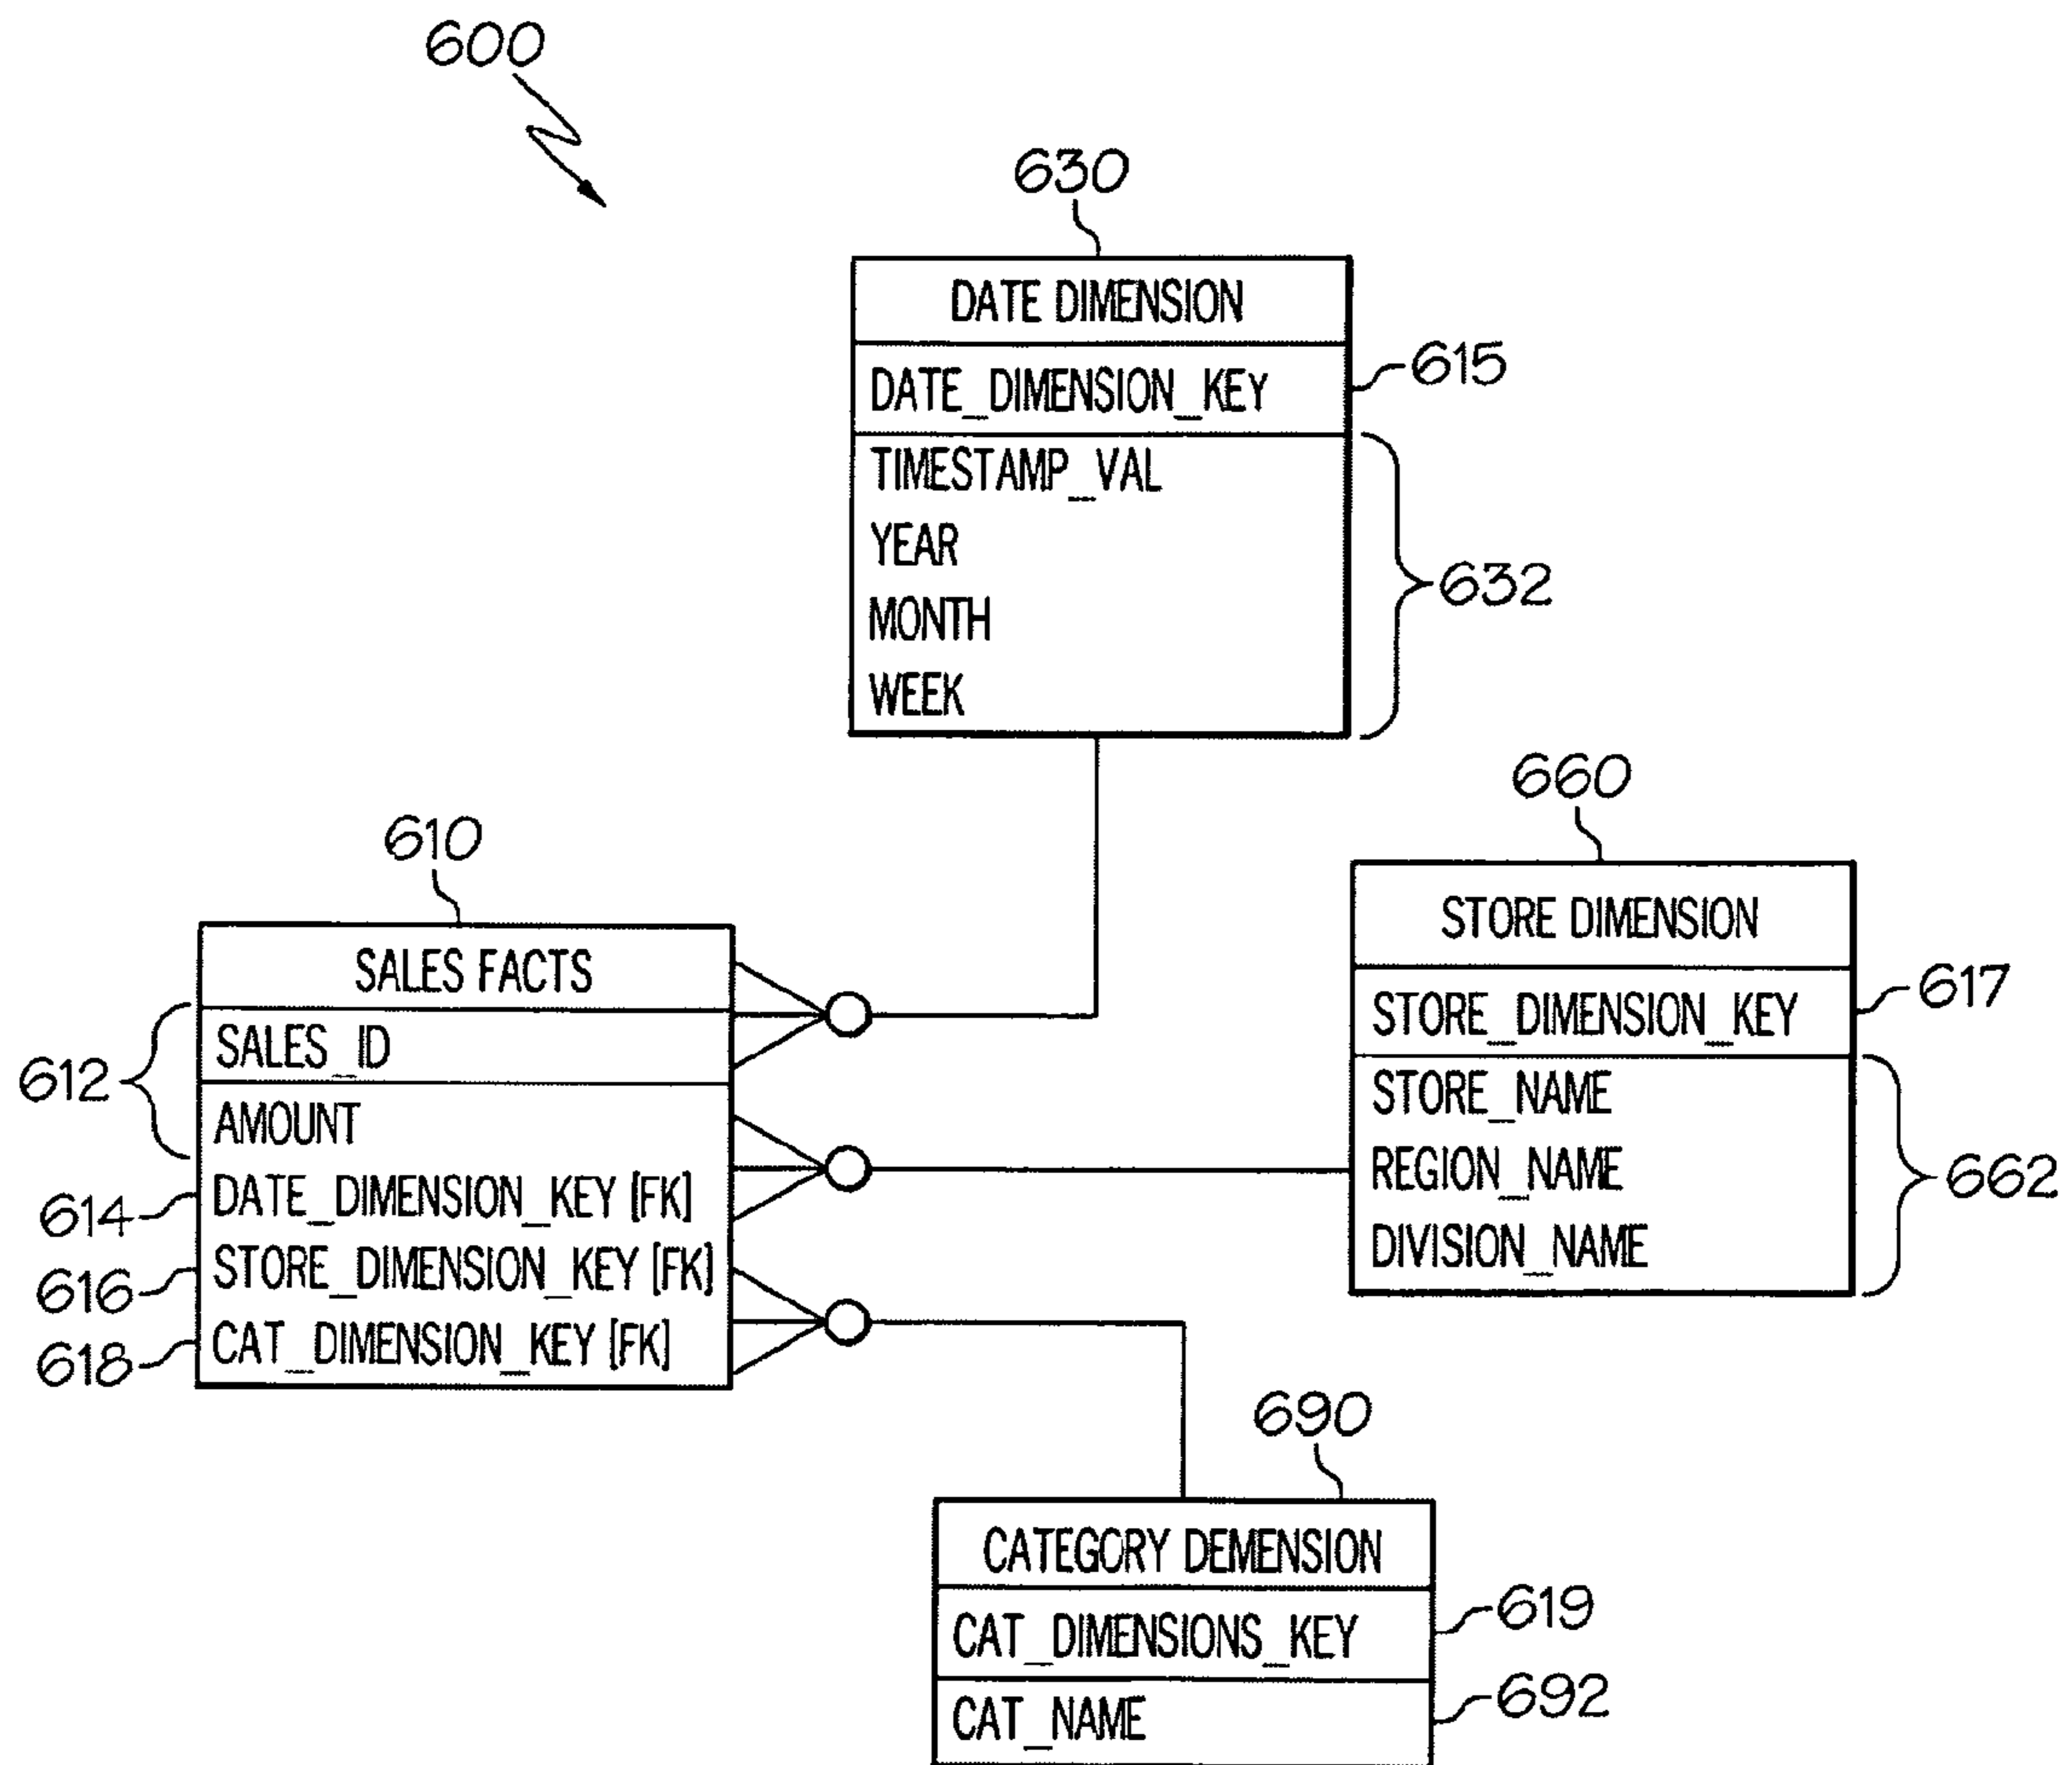 600
630
DATE DIMENSION
DATE_DIMENSION_KEY
615
TIMESTAMP_VAL
YEAR
MONTH
WEEK
632
610
SALES FACTS
612
SALES_ID
AMOUNT
614
DATE_DIMENSION_KEY [FK]
616
STORE_DIMENSION_KEY [FK]
618
CAT_DIMENSION_KEY [FK]
660
STORE DIMENSION
STORE_DIMENSION_KEY
617
STORE_NAME
REGION_NAME
DIVISION_NAME
662
690
CATEGORY DEMENSION
CAT_DIMENSIONS_KEY
619
CAT_NAME
692